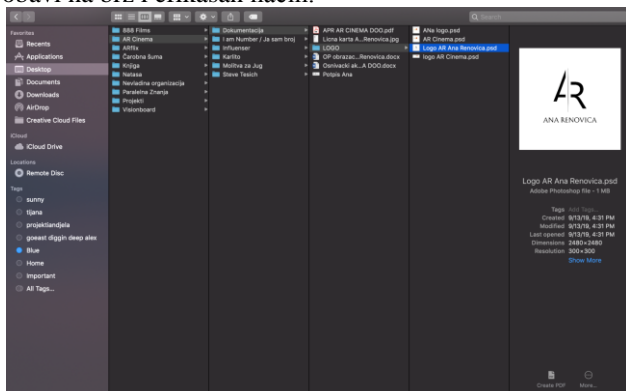 Search
Favorites
Recents
Applications
Desktop
Documents
Downloads
AirDrop
Creative Cloud Files
iCloud
iCloud Drive
Locations
Remote Disc
Tags
sunny
tijana
projektiandjela
goeast diggin deep alex
Blue
Home
Important
All Tags...
888 Films
AR Cinema
ARflix
Čarobna šuma
Knjiga
Natasa
Nevladina organizacija
Paralelna Znanja
Projekti
Visionboard
Dokumentacija
I am Number / Ja sam broj
Influenser
Karlito
Molitva za Jug
Steve Tesich
APR AR CINEMA DOO.pdf
Licna karta A...Renovica.jpg
LOGO
OP obrazac...Renovica.docx
Osnivacki ak...A DOO.docx
Potpis Ana
ANa logo.psd
AR Cinema.psd
Logo AR Ana Renovica.psd
logo AR Cinema.psd
AR
ANA RENOVICA
Logo AR Ana Renovica.psd
Adobe Photoshop file - 1 MB
Tags Add Tags...
Created 9/13/19, 4:31 PM
Modified 9/13/19, 4:31 PM
Last opened 9/13/19, 4:31 PM
Dimensions 2480×2480
Resolution 300×300
Show More
Create PDF
More...